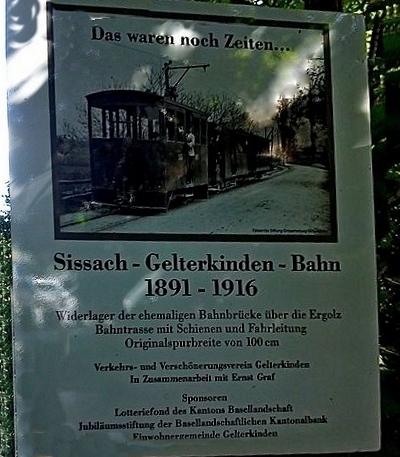 Das waren noch Zeiten...
Sissach - Gelterkinden - Bahn
1891 - 1916
Widerlager der ehemaligen Bahnbrücke über die Ergolz
Bahntrasse mit Schienen und Fahrleitung
Originalspurbreite von 100 cm
Verkehrs- und Verschönerungsverein Gelterkinden
In Zusammenarbeit mit Ernst Graf
Sponsoren
Lotteriefond des Kantons Basellandschaft
Jubiläumsstiftung der Basellandschaftlichen Kantonalbank
Einwohnergemeinde Gelterkinden